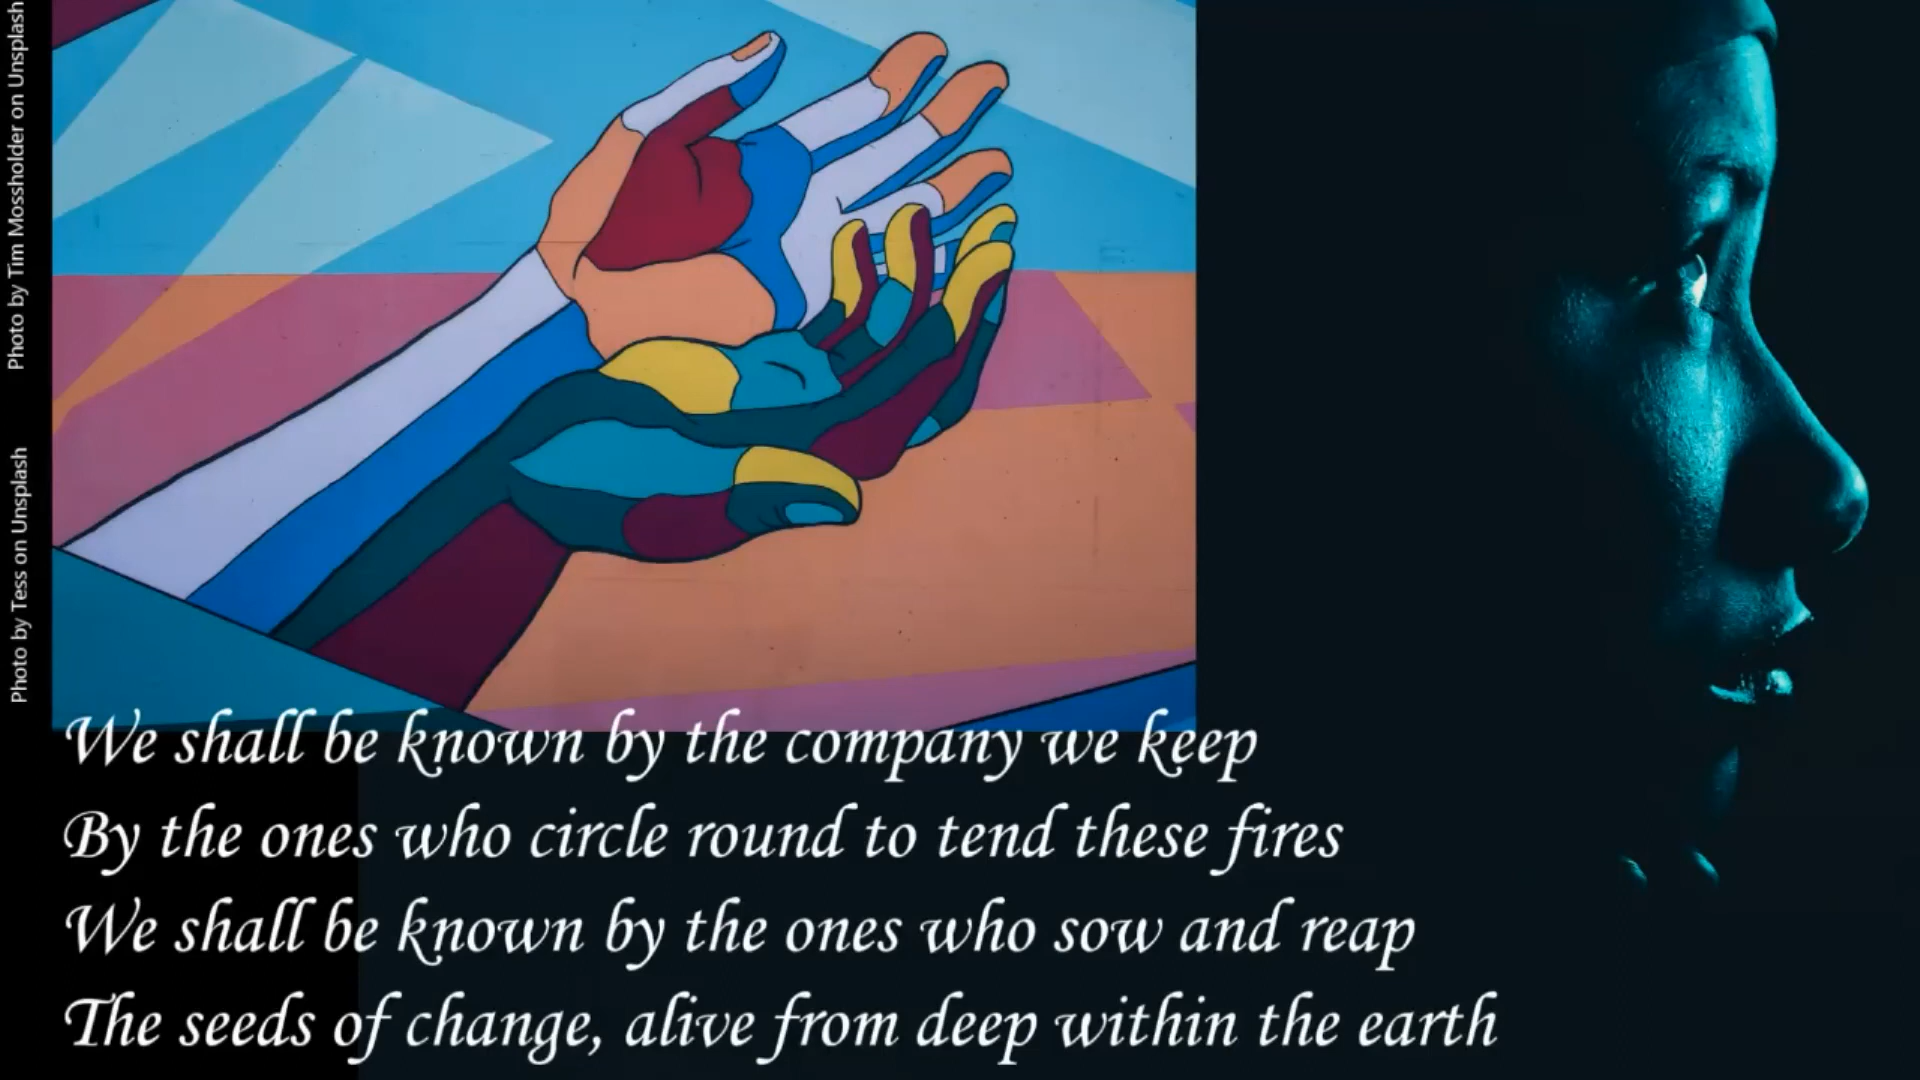 Photo by Tim Mossholder on Unsplash
Photo by Tess on Unsplash
We shall be known by the company we keep
By the ones who circle round to tend these fires
We shall be known by the ones who sow and reap
The seeds of change, alive from deep within the earth